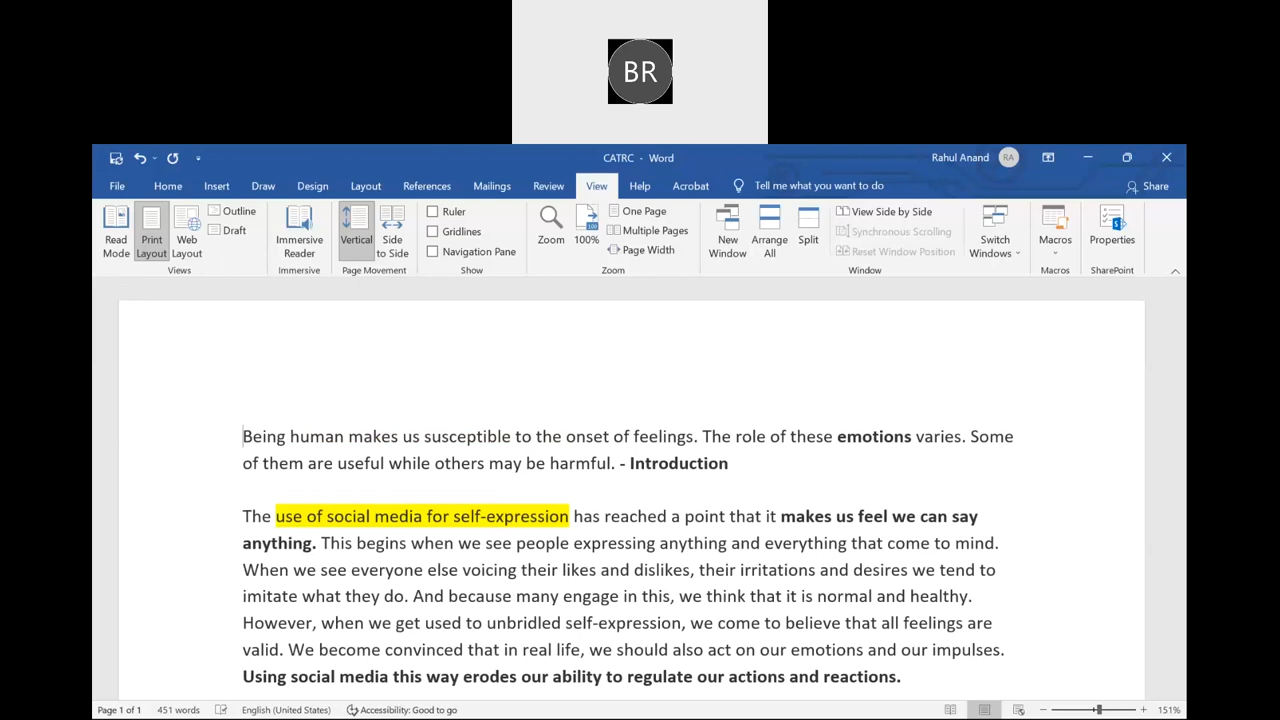 BR
CATRC - Word
Rahul Anand RA
File Home Insert Draw Design Layout References Mailings Review View Help Acrobat Tell me what you want to do Share
Read Mode
Print Layout
Web Layout
Outline
Draft
Views
Immersive Reader
Immersive
Vertical
Side to Side
Page Movement
Ruler
Gridlines
Navigation Pane
Show
Zoom
100%
One Page
Multiple Pages
Page Width
Zoom
New Window
Arrange All
Split
View Side by Side
Synchronous Scrolling
Reset Window Position
Switch Windows
Window
Macros
Macros
Properties
SharePoint
Being human makes us susceptible to the onset of feelings. The role of these emotions varies. Some
of them are useful while others may be harmful. - Introduction
The use of social media for self-expression has reached a point that it makes us feel we can say
anything. This begins when we see people expressing anything and everything that come to mind.
When we see everyone else voicing their likes and dislikes, their irritations and desires we tend to
imitate what they do. And because many engage in this, we think that it is normal and healthy.
However, when we get used to unbridled self-expression, we come to believe that all feelings are
valid. We become convinced that in real life, we should also act on our emotions and our impulses.
Using social media this way erodes our ability to regulate our actions and reactions.
Page 1 of 1 451 words English (United States) Accessibility: Good to go 151%